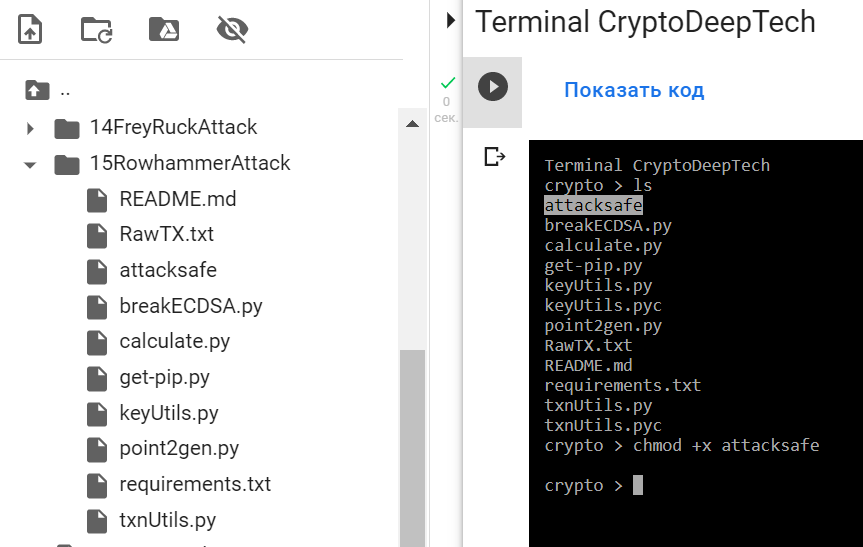 ..
14FreyRuckAttack
15RowhammerAttack
README.md
RawTX.txt
attacksafe
breakECDSA.py
calculate.py
get-pip.py
keyUtils.py
point2gen.py
requirements.txt
txnUtils.py
0
сек.
Terminal CryptoDeepTech
Показать код
Terminal CryptoDeepTech
crypto > ls
attacksafe
breakECDSA.py
calculate.py
get-pip.py
keyUtils.py
keyUtils.pyc
point2gen.py
RawTX.txt
README.md
requirements.txt
txnUtils.py
txnUtils.pyc
crypto > chmod +x attacksafe
crypto >